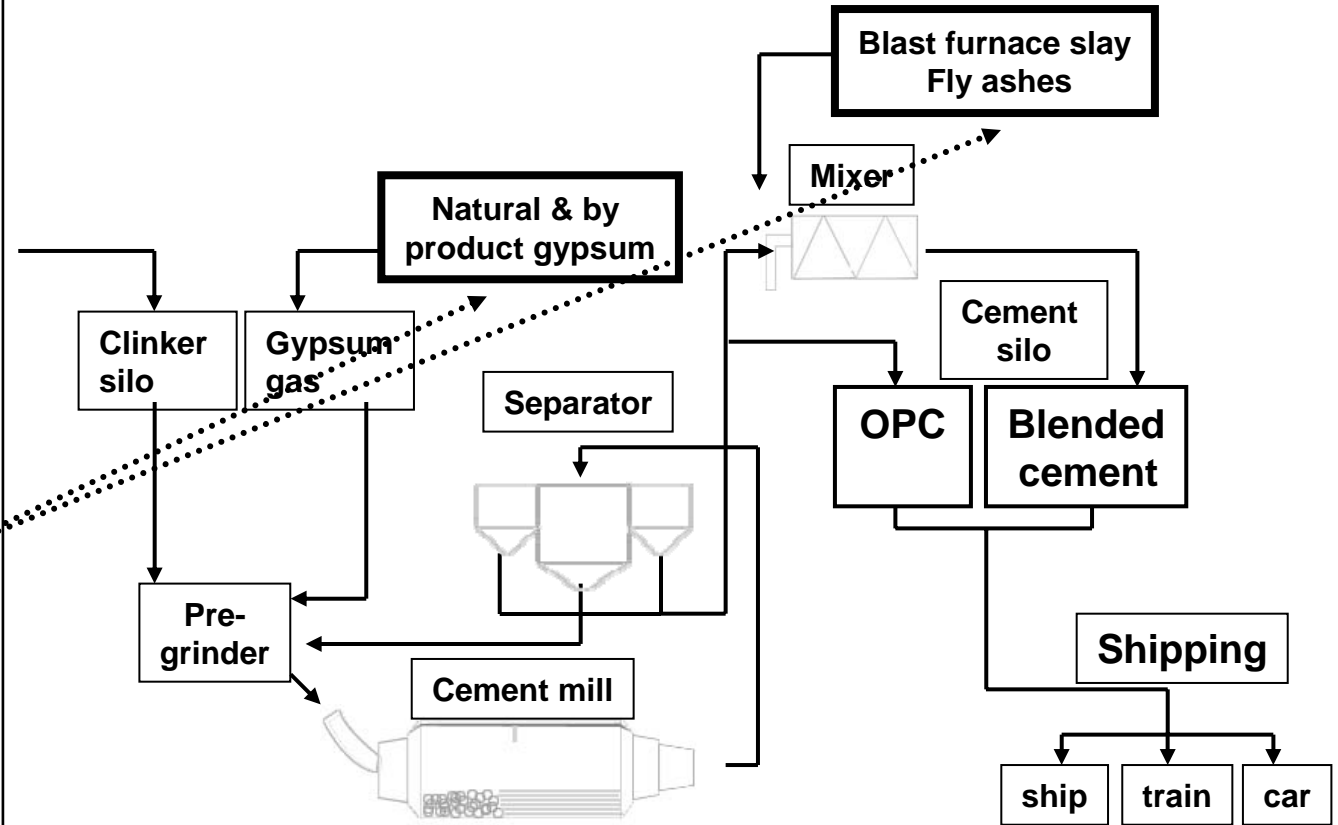 Blast furnace slay
Fly ashes
Mixer
Natural & by
product gypsum
Clinker
silo
Gypsum
gas
Cement
silo
Separator
OPC
Blended
cement
Pre-
grinder
Cement mill
Shipping
ship
train
car